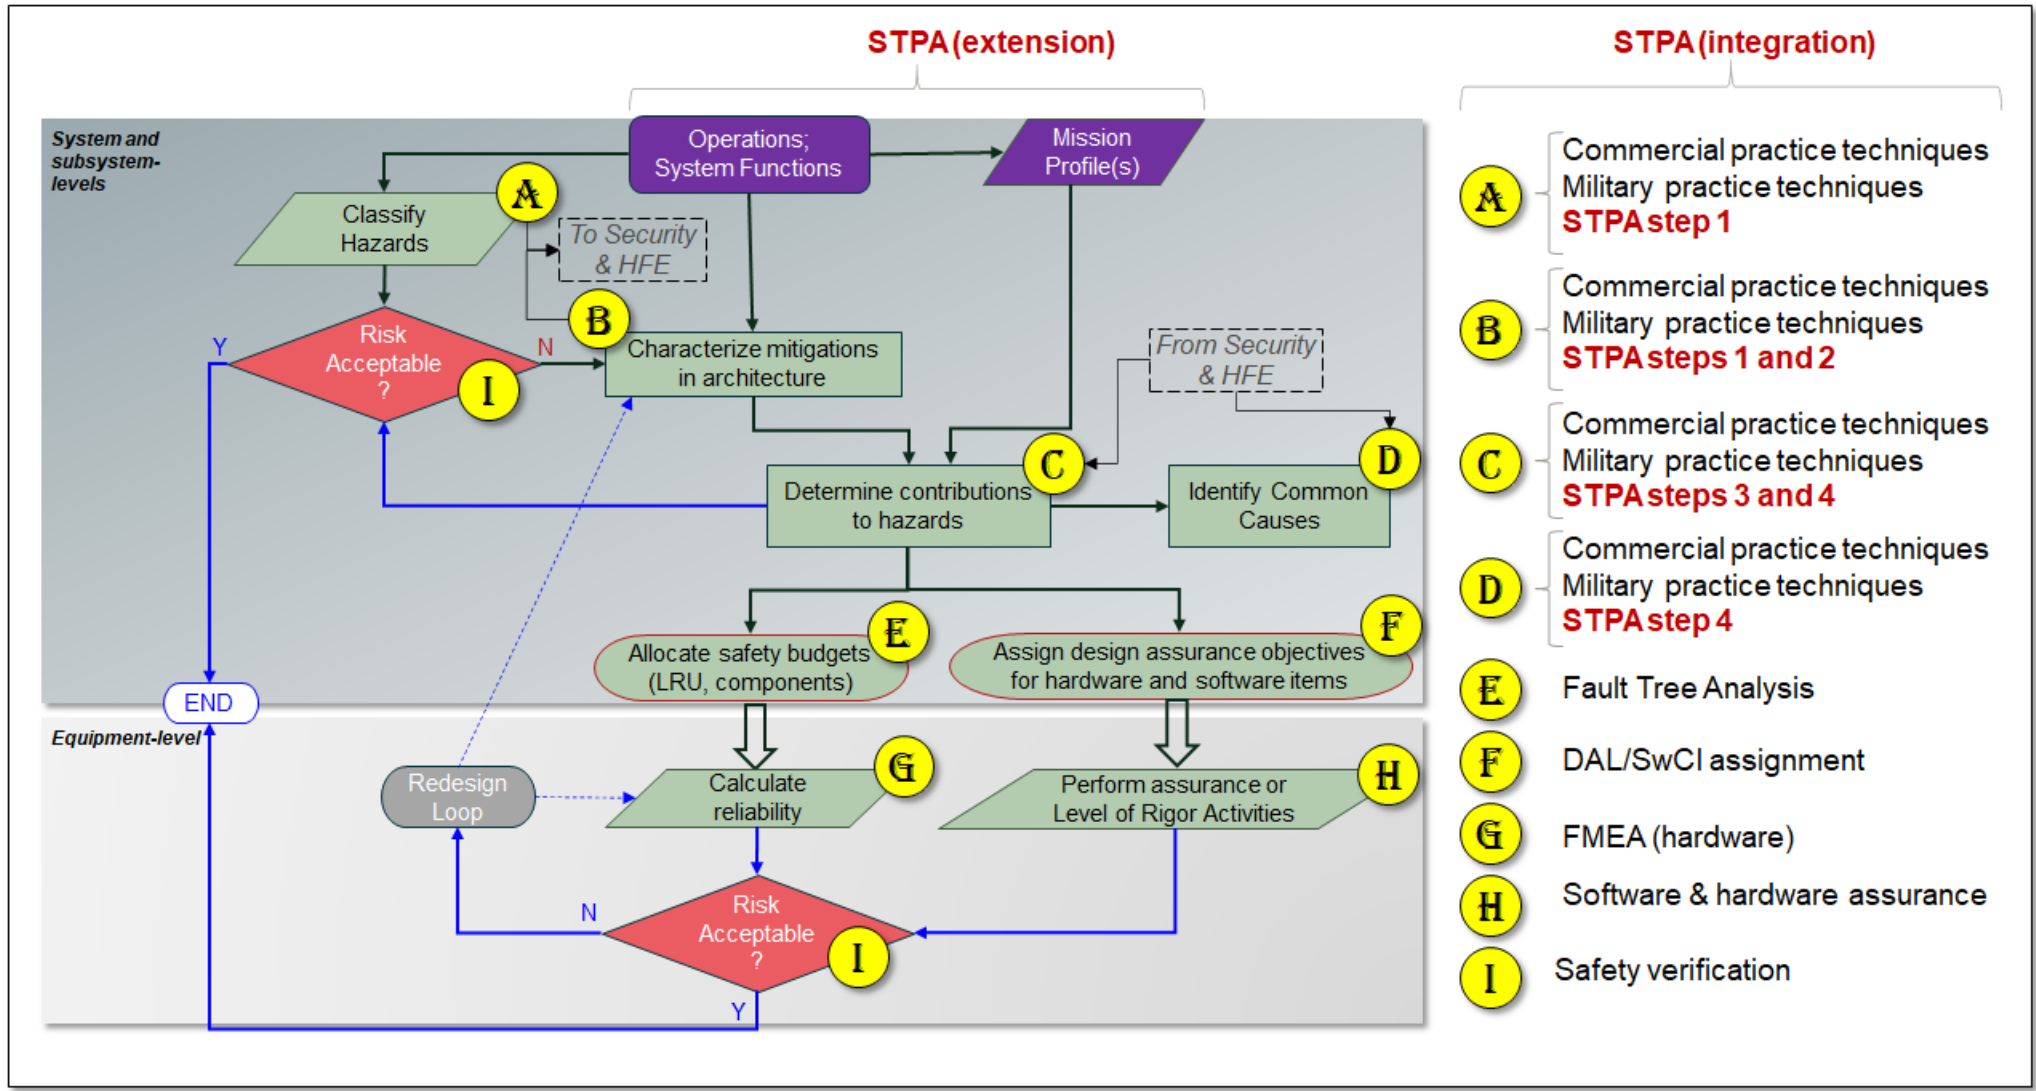 STPA (extension)
STPA (integration)
System and
subsystem-
levels
Operations;
System Functions
Mission
Profile(s)
A
Classify
Hazards
To Security
& HFE
B
Risk
Acceptable
?
Y
N
I
Characterize mitigations
in architecture
From Security
& HFE
C
D
Determine contributions
to hazards
Identify Common
Causes
E
F
Allocate safety budgets
(LRU, components)
Assign design assurance objectives
for hardware and software items
END
Equipment-level
Redesign
Loop
G
Calculate
reliability
H
Perform assurance or
Level of Rigor Activities
N
Risk
Acceptable
?
I
Y
A
Commercial practice techniques
Military practice techniques
STPA step 1
B
Commercial practice techniques
Military practice techniques
STPA steps 1 and 2
C
Commercial practice techniques
Military practice techniques
STPA steps 3 and 4
D
Commercial practice techniques
Military practice techniques
STPA step 4
E
Fault Tree Analysis
F
DAL/SwCI assignment
G
FMEA (hardware)
H
Software & hardware assurance
I
Safety verification